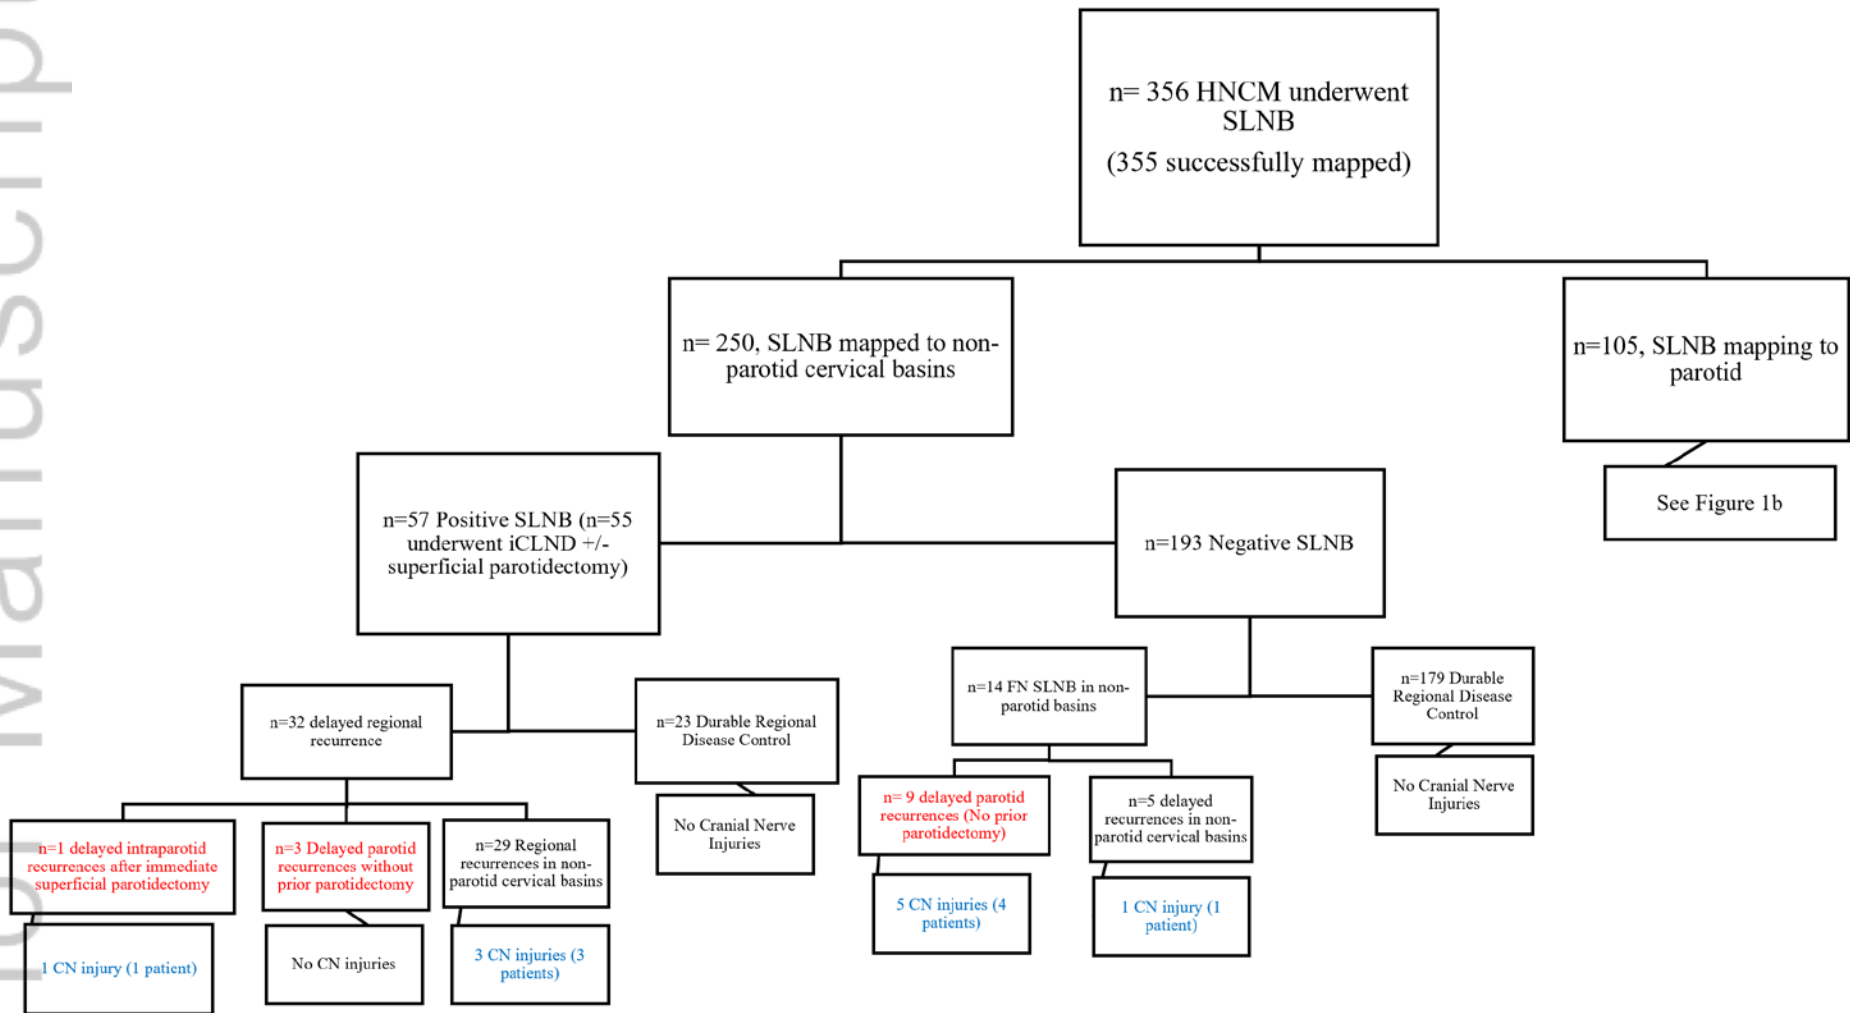 n= 356 HNCM underwent
SLNB
(355 successfully mapped)
n= 250, SLNB mapped to non-
parotid cervical basins
n=105, SLNB mapping to
parotid
See Figure 1b
n=57 Positive SLNB (n=55
underwent iCLND +/-
superficial parotidectomy)
n=193 Negative SLNB
n=32 delayed regional
recurrence
n=23 Durable Regional
Disease Control
n=14 FN SLNB in non-
parotid basins
n=179 Durable
Regional Disease
Control
n=1 delayed intraparotid
recurrences after immediate
superficial parotidectomy
n=3 Delayed parotid
recurrences without
prior parotidectomy
n=29 Regional
recurrences in non-
parotid cervical basins
No Cranial Nerve
Injuries
n= 9 delayed parotid
recurrences (No prior
parotidectomy)
n=5 delayed
recurrences in non-
parotid cervical basins
No Cranial Nerve
Injuries
1 CN injury (1 patient)
No CN injuries
3 CN injuries (3
patients)
5 CN injuries (4
patients)
1 CN injury (1
patient)